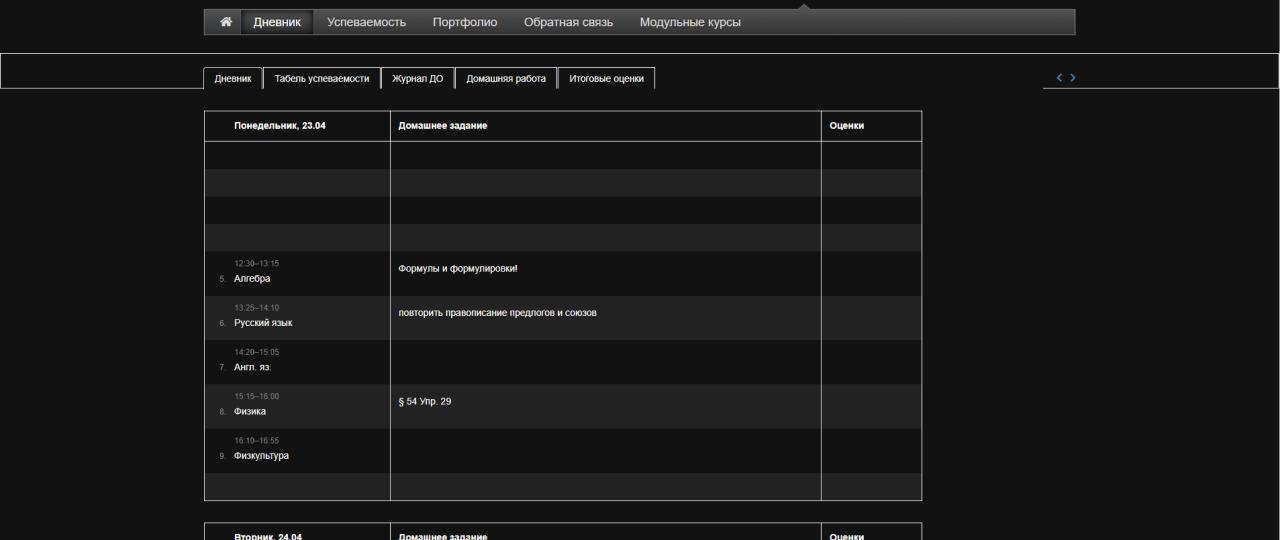 Дневник Успеваемость Портфолио Обратная связь Модульные курсы
Дневник Табель успеваемости Журнал ДО Домашняя работа Итоговые оценки
Понедельник, 23.04 Домашнее задание Оценки
12:30–13:15
5. Алгебра Формулы и формулировки!
13:25–14:10
6. Русский язык повторить правописание предлогов и союзов
14:20–15:05
7. Англ. яз.
15:15–16:00
8. Физика § 54 Упр. 29
16:10–16:55
9. Физкультура
Вторник, 24.04 Домашнее задание Оценки